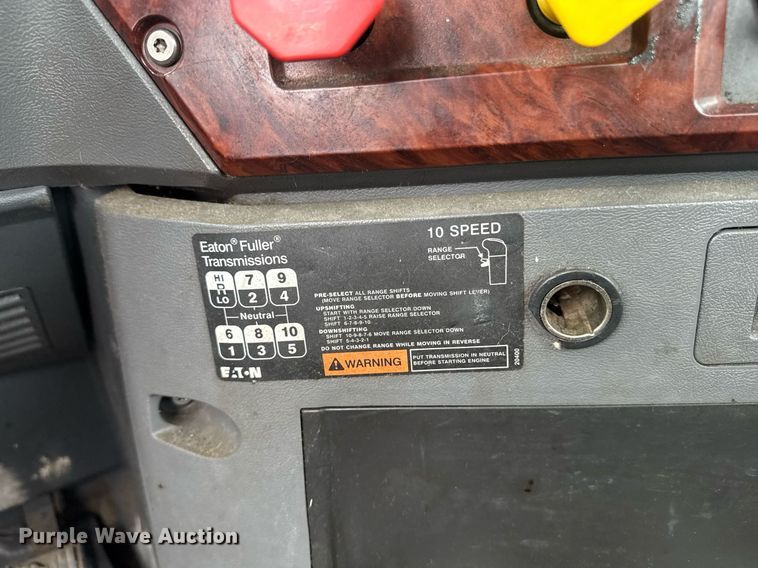 Eaton® Fuller®
Transmissions
10 SPEED
RANGE
SELECTOR
HI
R
LO
7
2
9
4
Neutral
6
1
8
3
10
5
PRE-SELECT ALL RANGE SHIFTS
(MOVE RANGE SELECTOR BEFORE MOVING SHIFT LEVER)
UPSHIFTING
START WITH RANGE SELECTOR DOWN
SHIFT 1-2-3-4-5 RAISE RANGE SELECTOR
SHIFT 6-7-8-9-10
DOWNSHIFTING
SHIFT 10-9-8-7-6 MOVE RANGE SELECTOR DOWN
SHIFT 5-4-3-2-1
DO NOT CHANGE RANGE WHILE MOVING IN REVERSE
WARNING
PUT TRANSMISSION IN NEUTRAL
BEFORE STARTING ENGINE
20400
EATON
Purple Wave Auction